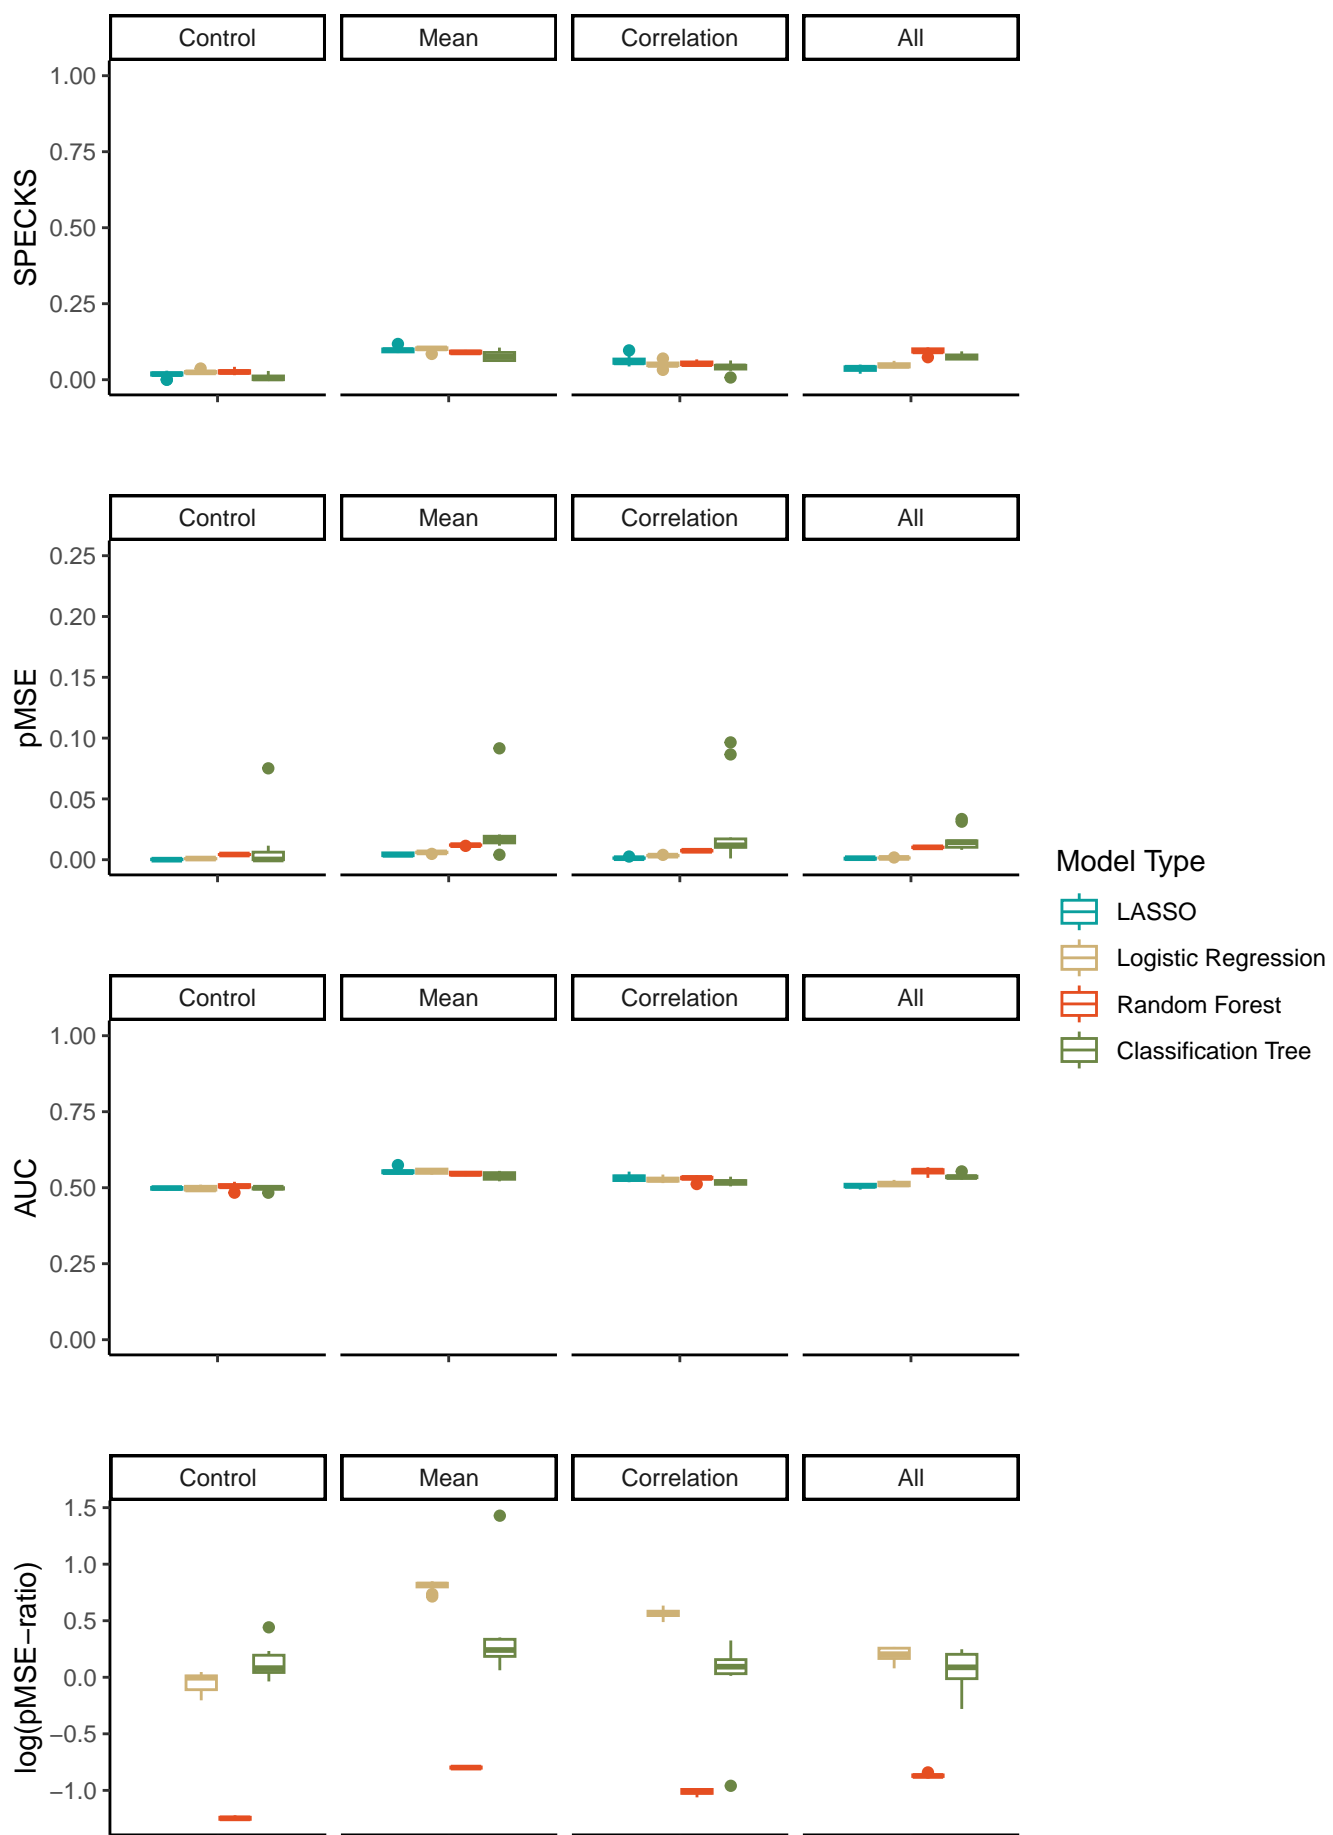 Control Mean Correlation All
SPECKS
1.00
0.75
0.50
0.25
0.00
Control Mean Correlation All
pMSE
0.25
0.20
0.15
0.10
0.05
0.00
Control Mean Correlation All
AUC
1.00
0.75
0.50
0.25
0.00
Control Mean Correlation All
log(pMSE−ratio)
1.5
1.0
0.5
0.0
−0.5
−1.0
Model Type
LASSO
Logistic Regression
Random Forest
Classification Tree